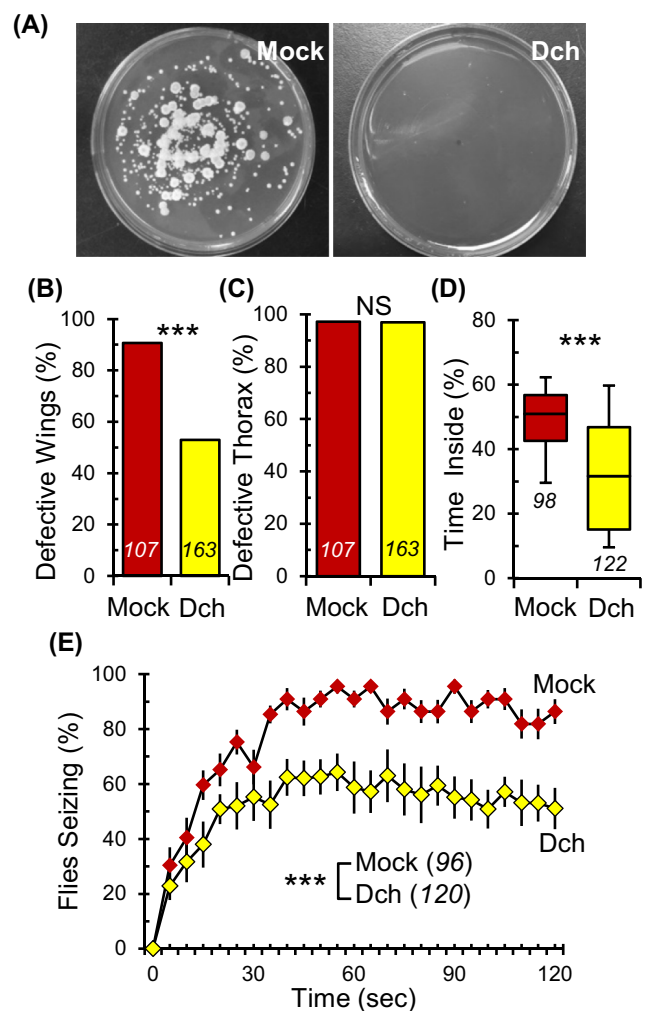 (A)
Mock
Dch
(B)
Defective Wings (%)
100
80
60
40
20
0
***
107
163
Mock Dch
(C)
Defective Thorax (%)
100
80
60
40
20
0
NS
107
163
Mock Dch
(D)
Time Inside (%)
80
60
40
20
0
***
98
122
Mock Dch
(E)
Flies Seizing (%)
100
80
60
40
20
0
Mock
Dch
***
Mock (96)
Dch (120)
0 30 60 90 120
Time (sec)